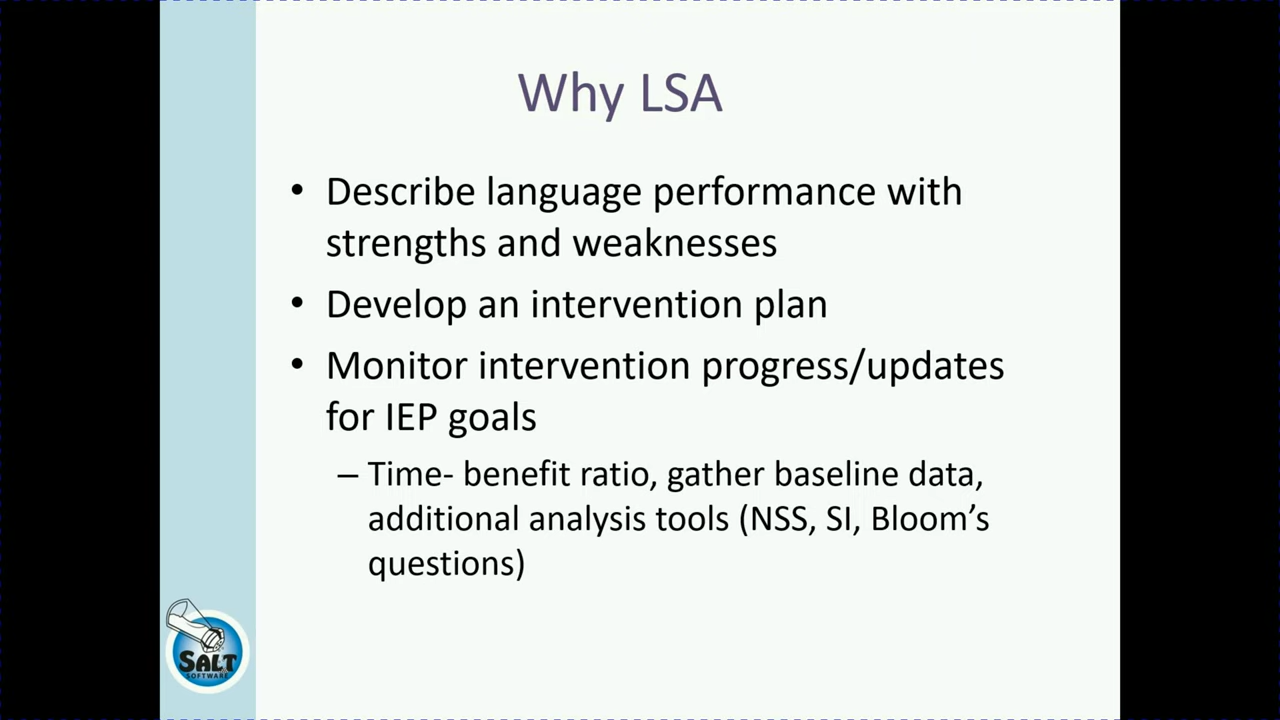 Why LSA
• Describe language performance with
strengths and weaknesses
• Develop an intervention plan
• Monitor intervention progress/updates
for IEP goals
– Time- benefit ratio, gather baseline data,
additional analysis tools (NSS, SI, Bloom’s
questions)
SALT
SOFTWARE